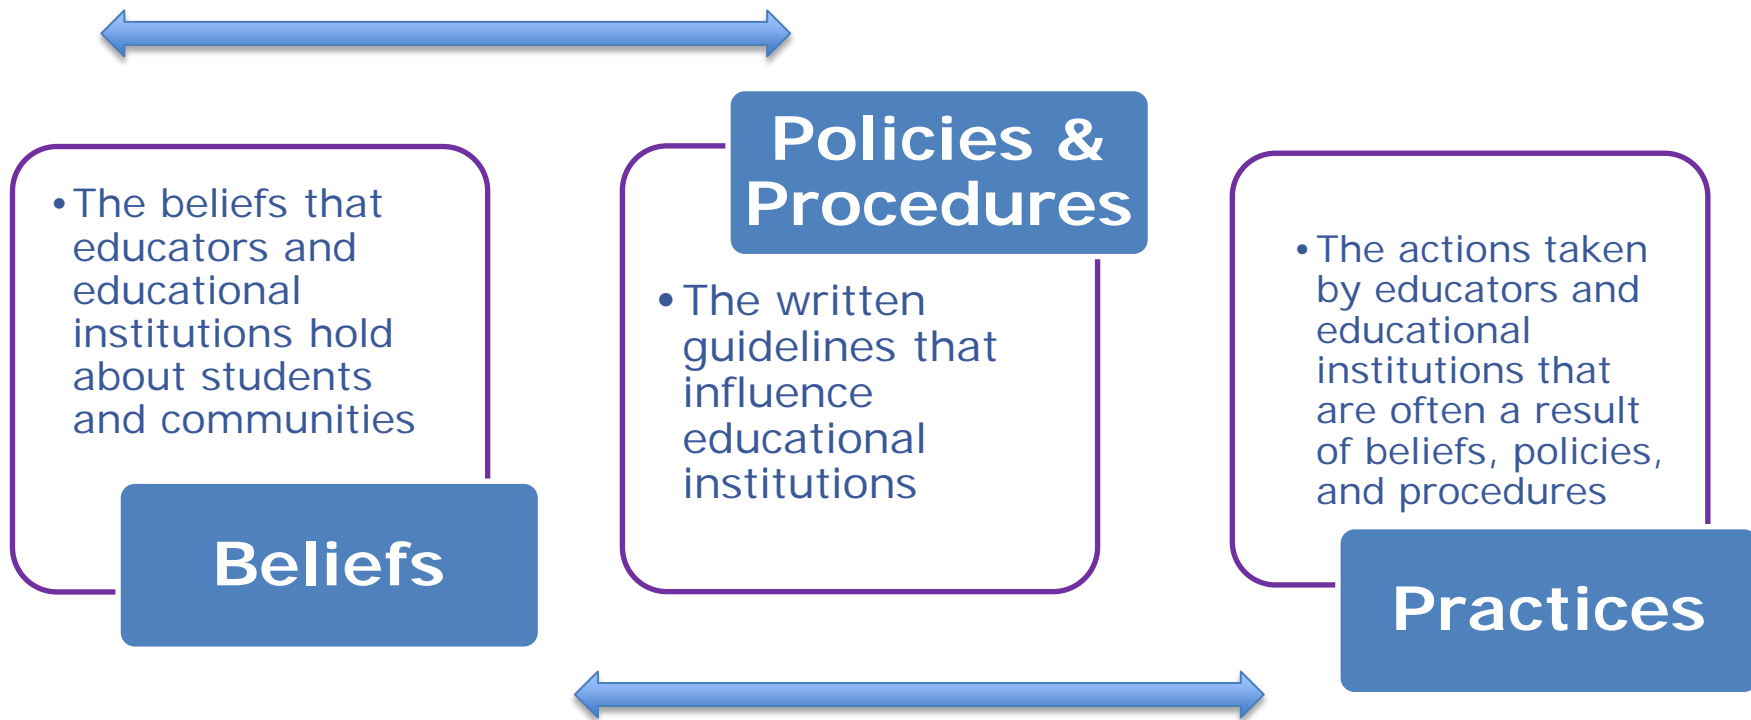 • The beliefs that
educators and
educational
institutions hold
about students
and communities
Beliefs
Policies &
Procedures
• The written
guidelines that
influence
educational
institutions
• The actions taken
by educators and
educational
institutions that
are often a result
of beliefs, policies,
and procedures
Practices